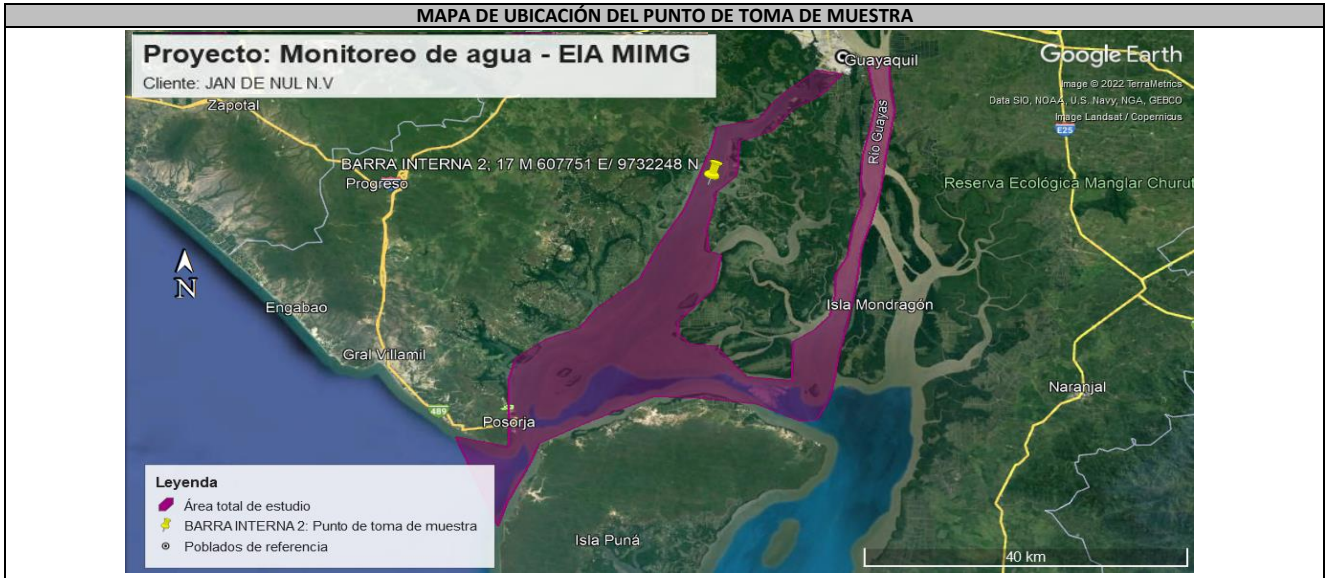 MAPA DE UBICACIÓN DEL PUNTO DE TOMA DE MUESTRA
Proyecto: Monitoreo de agua - EIA MIMG
Cliente: JAN DE NUL N.V
Guayaquil
Google Earth
Image © 2022 TerraMetrics
Data SIO, NOAA, U.S. Navy, NGA, GEBCO
Image Landsat / Copernicus
Zapotal
E25
Río Guayas
BARRA INTERNA 2; 17 M 607751 E/ 9732248 N
Progreso
Reserva Ecológica Manglar Churut
N
Engabao
Isla Mondragón
Gral Villamil
Naranjal
489
Posorja
Leyenda
Área total de estudio
BARRA INTERNA 2: Punto de toma de muestra
Poblados de referencia
Isla Puná
40 km